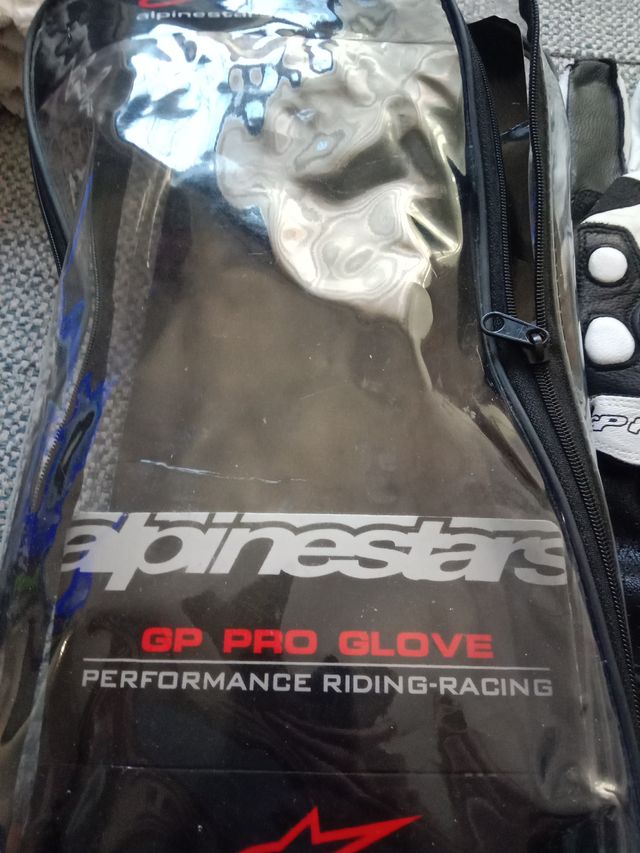 alpinestars
alpinestars
GP PRO GLOVE
PERFORMANCE RIDING-RACING